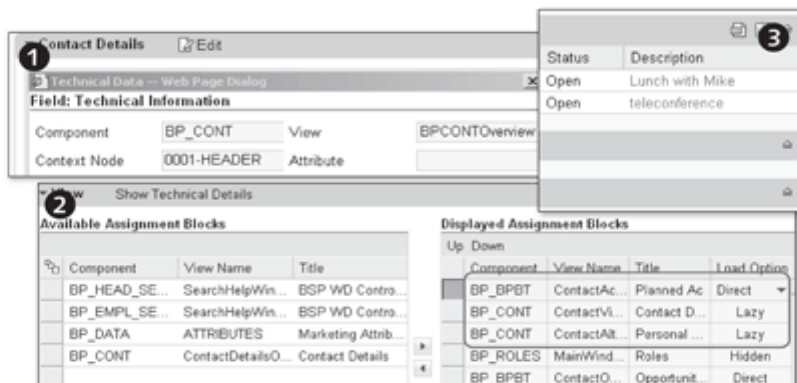 1
Contact Details Edit
Technical Data -- Web Page Dialog
Field: Technical Information
Component BP_CONT View BPCONTOverview
Context Node 0001-HEADER Attribute
3
Status Description
Open Lunch with Mike
Open teleconference
2
View Show Technical Details
Available Assignment Blocks
Component View Name Title
BP_HEAD_SE... SearchHelpWin... BSP WD Contro...
BP_EMPL_SE... SearchHelpWin... BSP WD Contro...
BP_DATA ATTRIBUTES Marketing Attrib...
BP_CONT ContactDetailsO... Contact Details
Displayed Assignment Blocks
Up Down
Component View Name Title Load Option
BP_BPBT ContactAc... Planned Ac Direct
BP_CONT ContactVi... Contact D... Lazy
BP_CONT ContactAlt... Personal ... Lazy
BP_ROLES MainWind... Roles Hidden
BP_BPBT ContactO... Opportunit... Direct